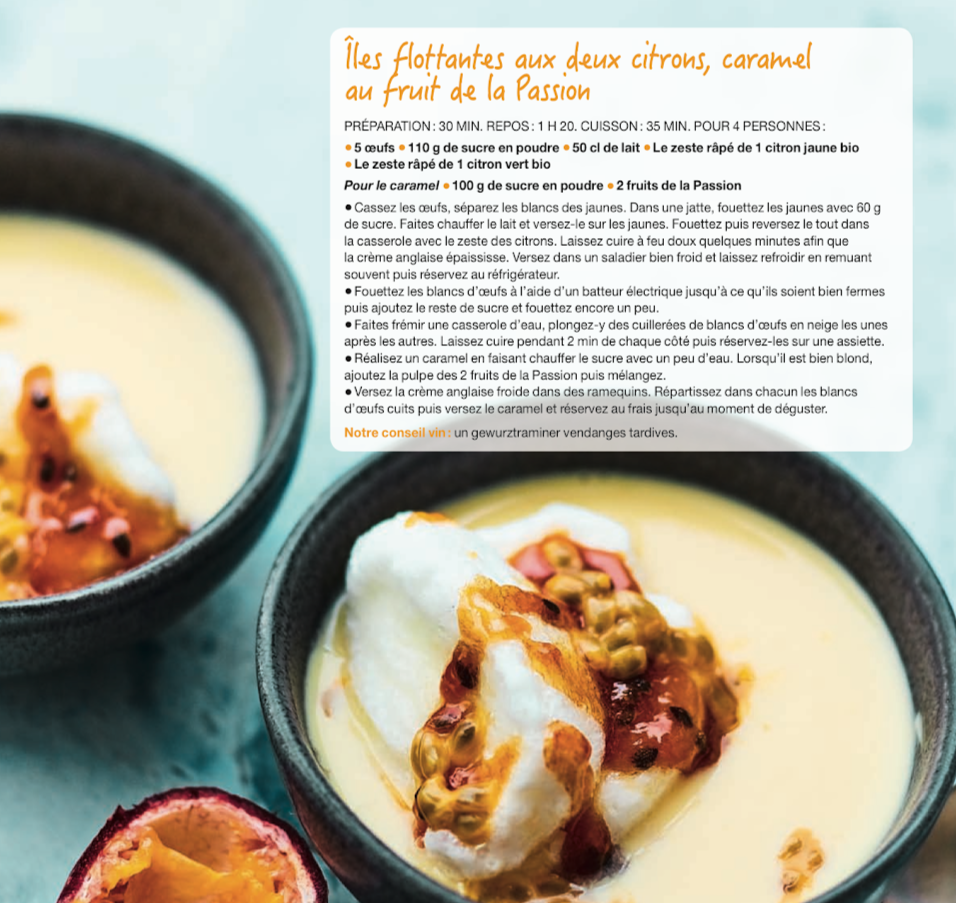 Îles flottantes aux deux citrons, caramel
au fruit de la Passion
PRÉPARATION : 30 MIN. REPOS : 1 H 20. CUISSON : 35 MIN. POUR 4 PERSONNES :
• 5 œufs • 110 g de sucre en poudre • 50 cl de lait • Le zeste râpé de 1 citron jaune bio
• Le zeste râpé de 1 citron vert bio
Pour le caramel • 100 g de sucre en poudre • 2 fruits de la Passion
• Cassez les œufs, séparez les blancs des jaunes. Dans une jatte, fouettez les jaunes avec 60 g
de sucre. Faites chauffer le lait et versez-le sur les jaunes. Fouettez puis reversez le tout dans
la casserole avec le zeste des citrons. Laissez cuire à feu doux quelques minutes afin que
la crème anglaise épaississe. Versez dans un saladier bien froid et laissez refroidir en remuant
souvent puis réservez au réfrigérateur.
• Fouettez les blancs d'œufs à l'aide d'un batteur électrique jusqu'à ce qu'ils soient bien fermes
puis ajoutez le reste de sucre et fouettez encore un peu.
• Faites frémir une casserole d'eau, plongez-y des cuillerées de blancs d'œufs en neige les unes
après les autres. Laissez cuire pendant 2 min de chaque côté puis réservez-les sur une assiette.
• Réalisez un caramel en faisant chauffer le sucre avec un peu d'eau. Lorsqu'il est bien blond,
ajoutez la pulpe des 2 fruits de la Passion puis mélangez.
• Versez la crème anglaise froide dans des ramequins. Répartissez dans chacun les blancs
d'œufs cuits puis versez le caramel et réservez au frais jusqu'au moment de déguster.
Notre conseil vin : un gewurztraminer vendanges tardives.